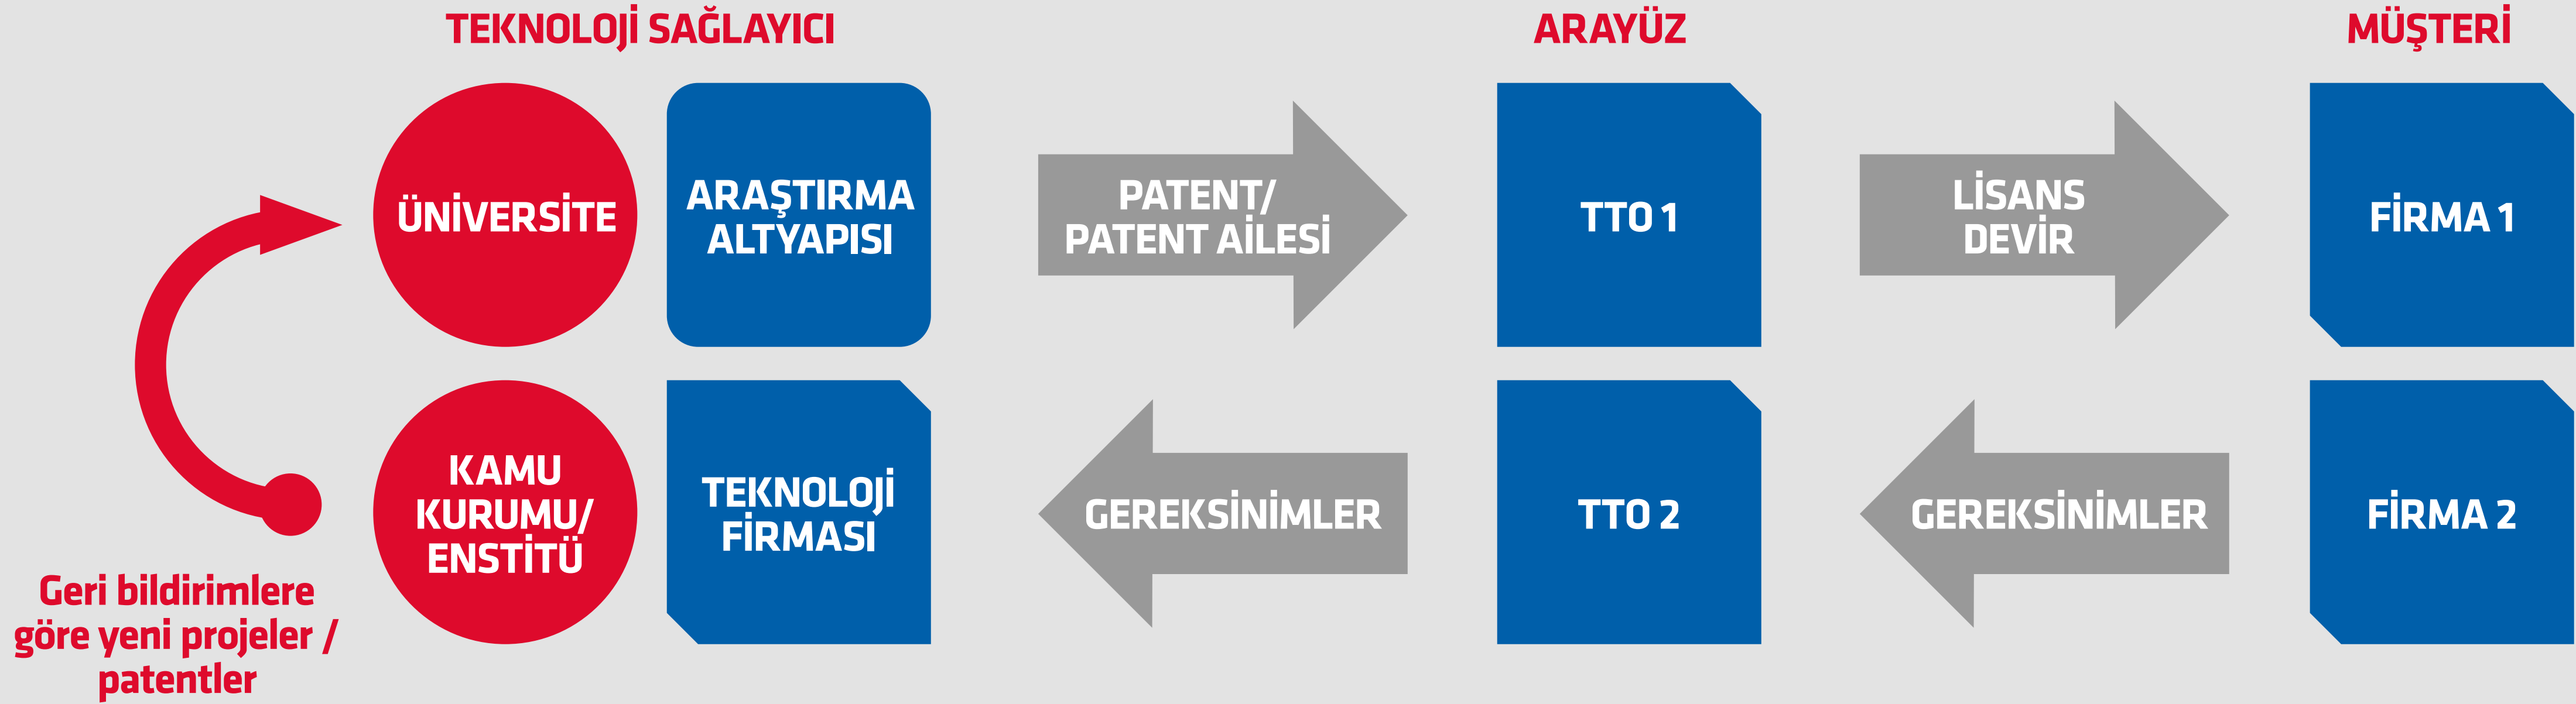 TEKNOLOJİ SAĞLAYICI
ARAYÜZ
MÜŞTERİ
ÜNİVERSİTE
ARAŞTIRMA
ALTYAPISI
PATENT/
PATENT AİLESİ
TTO 1
LİSANS
DEVİR
FİRMA 1
KAMU
KURUMU/
ENSTİTÜ
TEKNOLOJİ
FİRMASI
GEREKSİNİMLER
TTO 2
GEREKSİNİMLER
FİRMA 2
Geri bildirimlere
göre yeni projeler /
patentler